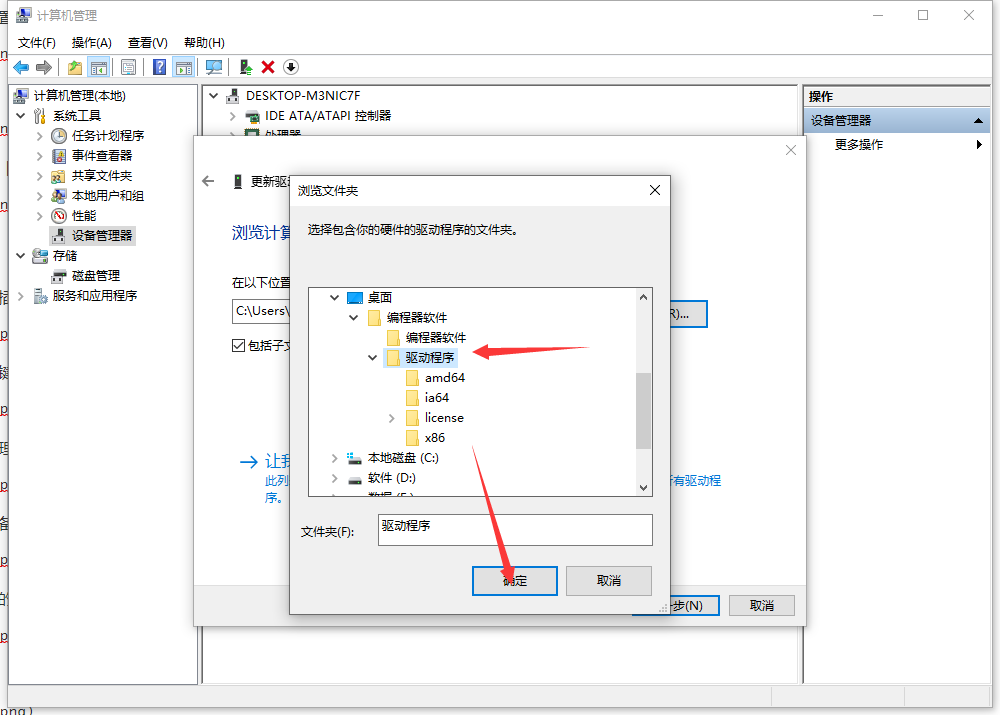 计算机管理
文件(F) 操作(A) 查看(V) 帮助(H)
计算机管理(本地)
系统工具
任务计划程序
事件查看器
共享文件夹
本地用户和组
性能
设备管理器
存储
磁盘管理
服务和应用程序
DESKTOP-M3NIC7F
IDE ATA/ATAPI 控制器
处理器
操作
设备管理器
更多操作
更新驱动
浏览计算
在以下位置
C:\Users\
R)...
包括子文
让我
此列
所有驱动程
序。
步(N)
取消
浏览文件夹
选择包含你的硬件的驱动程序的文件夹。
桌面
编程器软件
编程器软件
驱动程序
amd64
ia64
license
x86
本地磁盘 (C:)
软件 (D:)
文件夹(F):
驱动程序
确定
取消